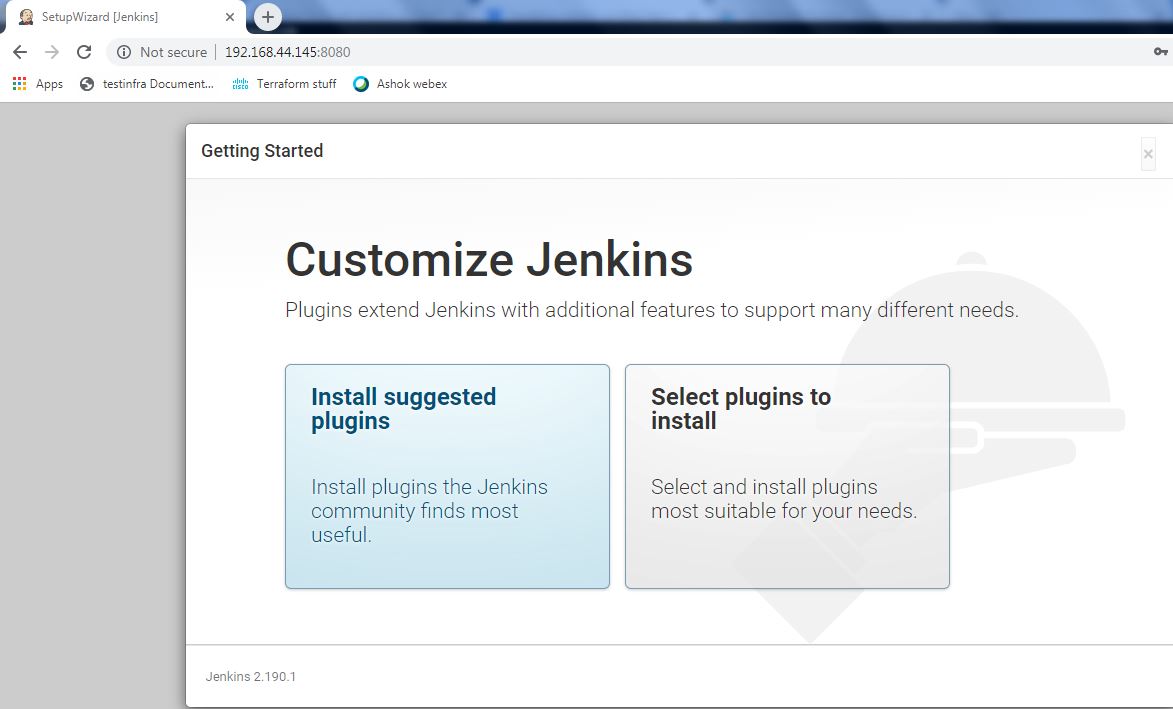 SetupWizard [Jenkins]
Not secure 192.168.44.145:8080
Apps testinfra Document... Terraform stuff Ashok webex
Getting Started
Customize Jenkins
Plugins extend Jenkins with additional features to support many different needs.
Install suggested
plugins
Install plugins the Jenkins
community finds most
useful.
Select plugins to
install
Select and install plugins
most suitable for your needs.
Jenkins 2.190.1